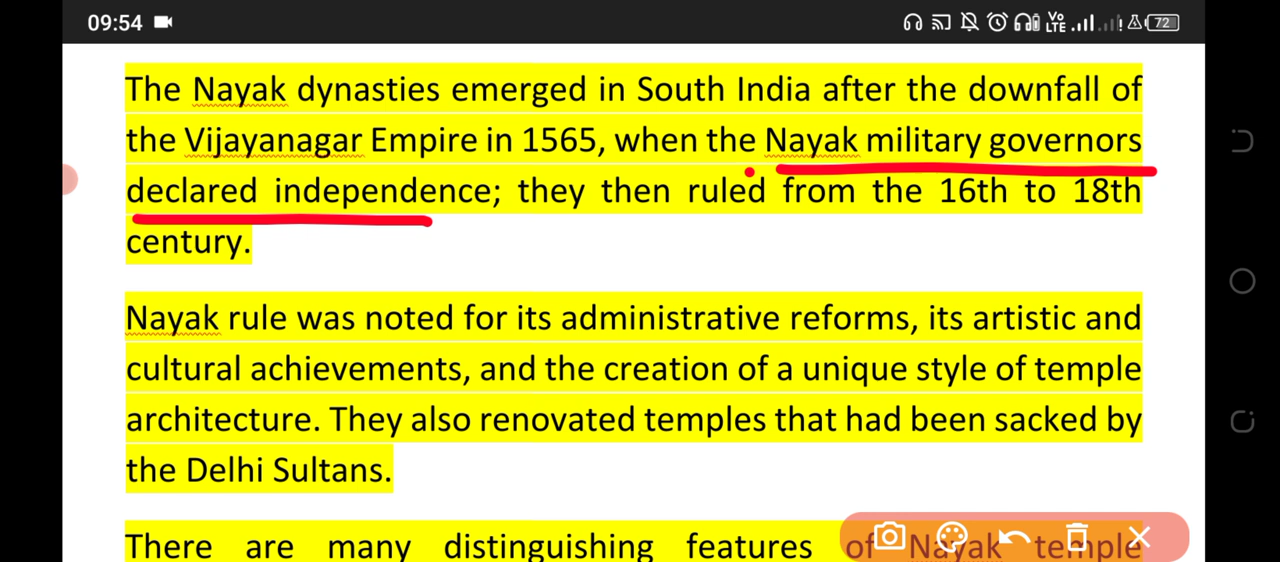 09:54
Vo
LTE
72
The Nayak dynasties emerged in South India after the downfall of
the Vijayanagar Empire in 1565, when the Nayak military governors
declared independence; they then ruled from the 16th to 18th
century.
Nayak rule was noted for its administrative reforms, its artistic and
cultural achievements, and the creation of a unique style of temple
architecture. They also renovated temples that had been sacked by
the Delhi Sultans.
There are many distinguishing features of Nayak temple